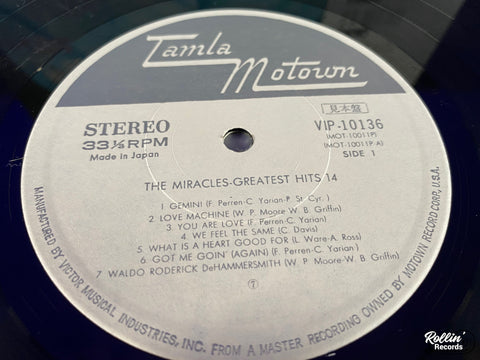 Tamla
Motown
STEREO
33⅓RPM
Made in Japan
見本盤
VIP-10136
(MOT-10011P)
(MOT-10011P-A)
SIDE 1
THE MIRACLES-GREATEST HITS 14
1 GEMINI (F. Perren-C. Yarian-P. St. Cyr.)
2 LOVE MACHINE (W. P. Moore-W. B. Griffin)
3 YOU ARE LOVE (F. Perren-C. Yarian)
4 WE FEEL THE SAME (C. Davis)
5 WHAT IS A HEART GOOD FOR (L. Ware-A. Ross)
6 GOT ME GOIN' (AGAIN) (F. Perren-C. Yarian)
7 WALDO RODERICK DeHAMMERSMITH (W. P. Moore-W. B. Griffin)
MANUFACTURED BY VICTOR MUSICAL INDUSTRIES, INC. FROM A MASTER RECORDING OWNED BY MOTOWN RECORD CORP., U.S.A.
Rollin'
Records